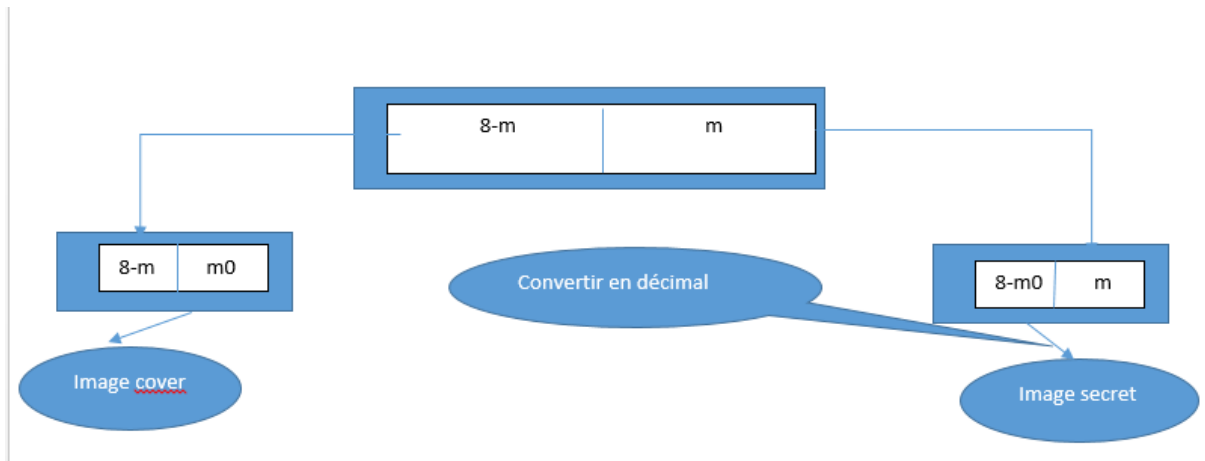 8-m
m
8-m
m0
Convertir en décimal
8-m0
m
Image cover
Image secret